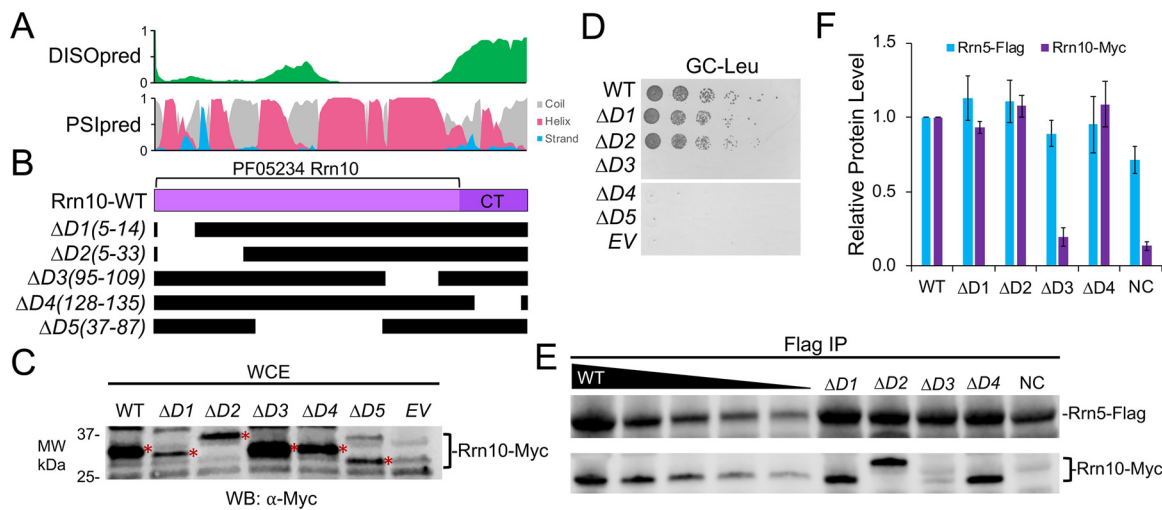 A
DISOpred
1
0
PSIpred
1
0
Coil
Helix
Strand
B
PF05234 Rrn10
Rrn10-WT
CT
ΔD1(5-14)
ΔD2(5-33)
ΔD3(95-109)
ΔD4(128-135)
ΔD5(37-87)
C
WCE
WT ΔD1 ΔD2 ΔD3 ΔD4 ΔD5 EV
MW
kDa
37-
25-
* * * * * *
-Rrn10-Myc
WB: α-Myc
D
GC-Leu
WT
ΔD1
ΔD2
ΔD3
ΔD4
ΔD5
EV
F
Rrn5-Flag Rrn10-Myc
Relative Protein Level
1.5
1.0
0.5
0.0
WT ΔD1 ΔD2 ΔD3 ΔD4 NC
E
Flag IP
WT ΔD1 ΔD2 ΔD3 ΔD4 NC
-Rrn5-Flag
-Rrn10-Myc